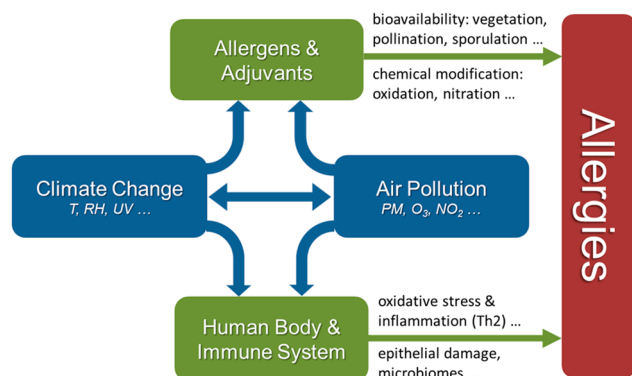 bioavailability: vegetation,
pollination, sporulation ...
Allergens &
Adjuvants
chemical modification:
oxidation, nitration ...
Allergies
Climate Change
T, RH, UV ...
Air Pollution
PM, O₃, NO₂ ...
Human Body &
Immune System
oxidative stress &
inflammation (Th2) ...
epithelial damage,
microbiomes